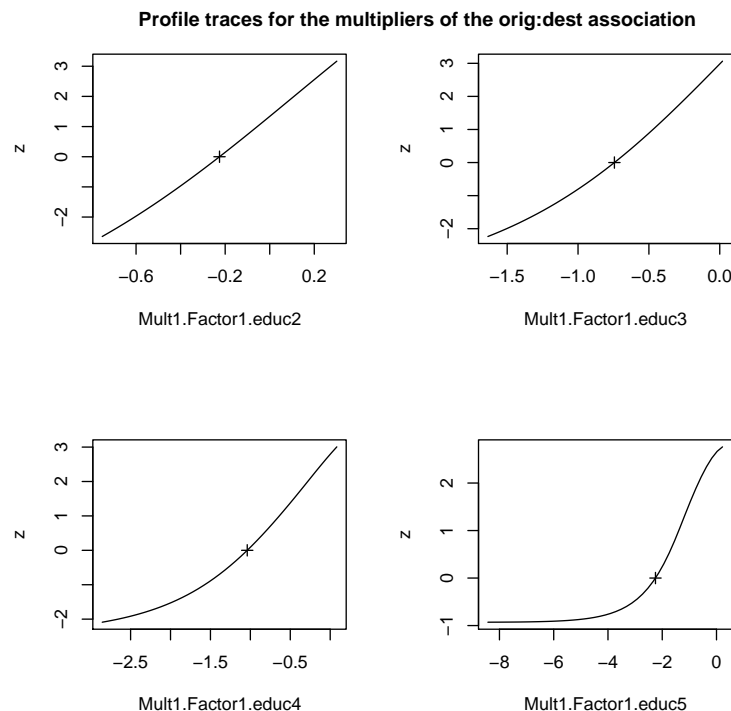 Profile traces for the multipliers of the orig:dest association
3
2
1
0
−2
z
−0.6 −0.2 0.2
Mult1.Factor1.educ2
3
2
1
0
−2
z
−1.5 −1.0 −0.5 0.0
Mult1.Factor1.educ3
3
2
1
0
−2
z
−2.5 −1.5 −0.5
Mult1.Factor1.educ4
2
1
0
−1
z
−8 −6 −4 −2 0
Mult1.Factor1.educ5